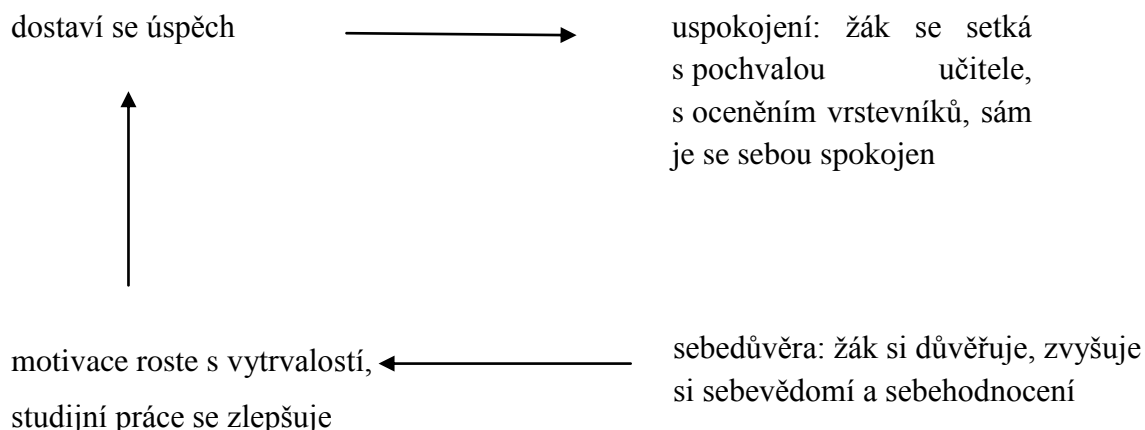 dostaví se úspěch
uspokojení: žák se setká
s pochvalou učitele,
s oceněním vrstevníků, sám
je se sebou spokojen
motivace roste s vytrvalostí,
studijní práce se zlepšuje
sebedůvěra: žák si důvěřuje, zvyšuje
si sebevědomí a sebehodnocení